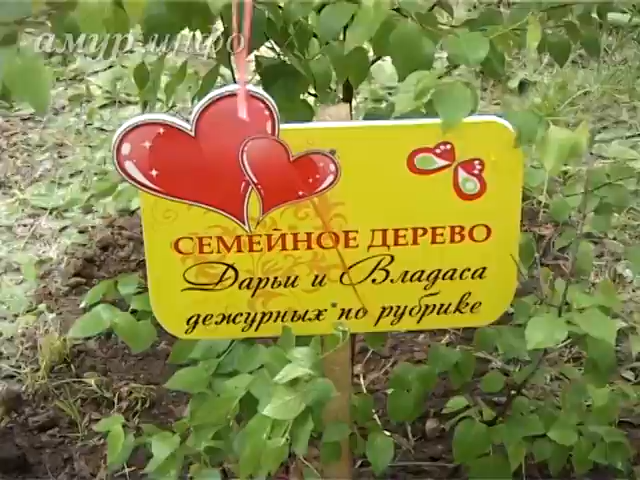 амур.инфо
СЕМЕЙНОЕ ДЕРЕВО
Дарьи и Владаса
дежурных по рубрике